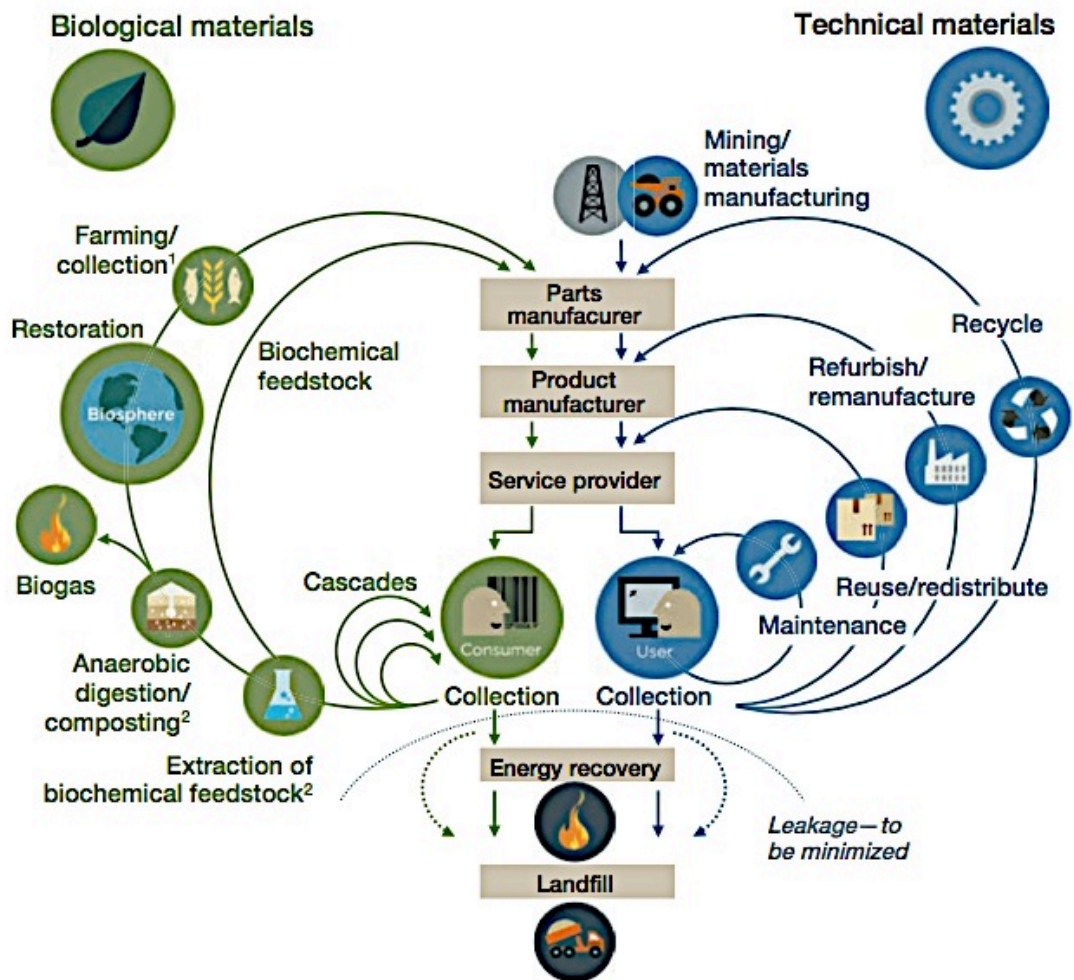 Biological materials
Technical materials
Mining/
materials
manufacturing
Farming/
collection¹
Restoration
Biosphere
Biochemical
feedstock
Parts
manufacurer
Recycle
Product
manufacturer
Refurbish/
remanufacture
Service provider
Biogas
Cascades
Consumer
User
Reuse/redistribute
Maintenance
Anaerobic
digestion/
composting²
Collection
Collection
Extraction of
biochemical feedstock²
Energy recovery
Leakage—to
be minimized
Landfill